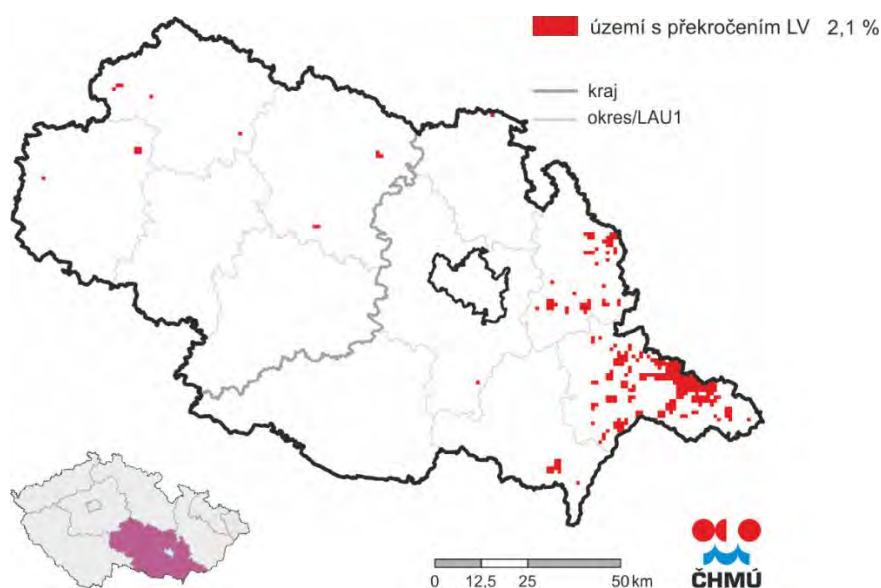 území s překročením LV 2,1 %
kraj
okres/LAU1
0 12,5 25 50 km
ČHMÚ